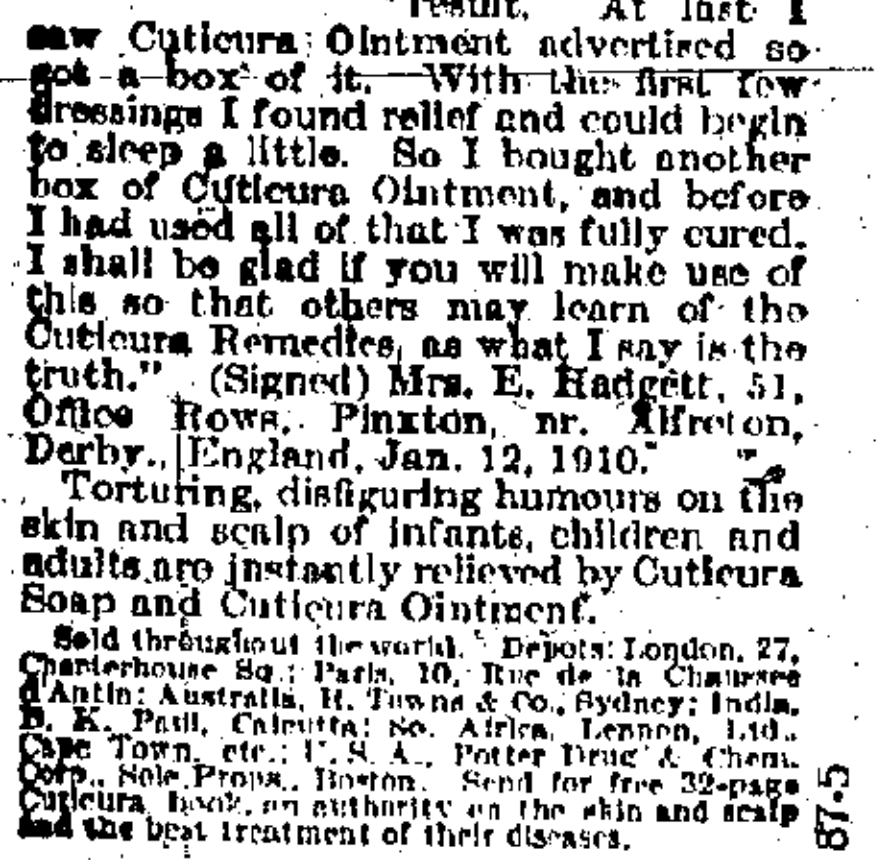 result. At last I
saw Cuticura Ointment advertised so
got a box of it. With the first few
dressings I found relief and could begin
to sleep a little. So I bought another
box of Cuticura Ointment, and before
I had used all of that I was fully cured.
I shall be glad if you will make use of
this so that others may learn of the
Cuticura Remedies, as what I say is the
truth." (Signed) Mrs. E. Hadgett, 51,
Office Rows, Pinxton, nr. Alfreton,
Derby., England, Jan. 12, 1910.
Torturing, disfiguring humours on the
skin and scalp of infants, children and
adults are instantly relieved by Cuticura
Soap and Cuticura Ointment.
Sold throughout the world. Depots: London, 27,
Charterhouse Sq.; Paris, 10, Rue de la Chaussee
d'Antin; Australia, R. Towns & Co., Sydney; India,
B. K. Paul, Calcutta; So. Africa, Lennon, Ltd.,
Cape Town, etc.; U. S. A., Potter Drug & Chem.
Corp., Sole Props., Boston. Send for free 32-page
Cuticura book, an authority on the skin and scalp
and the best treatment of their diseases.
87·5